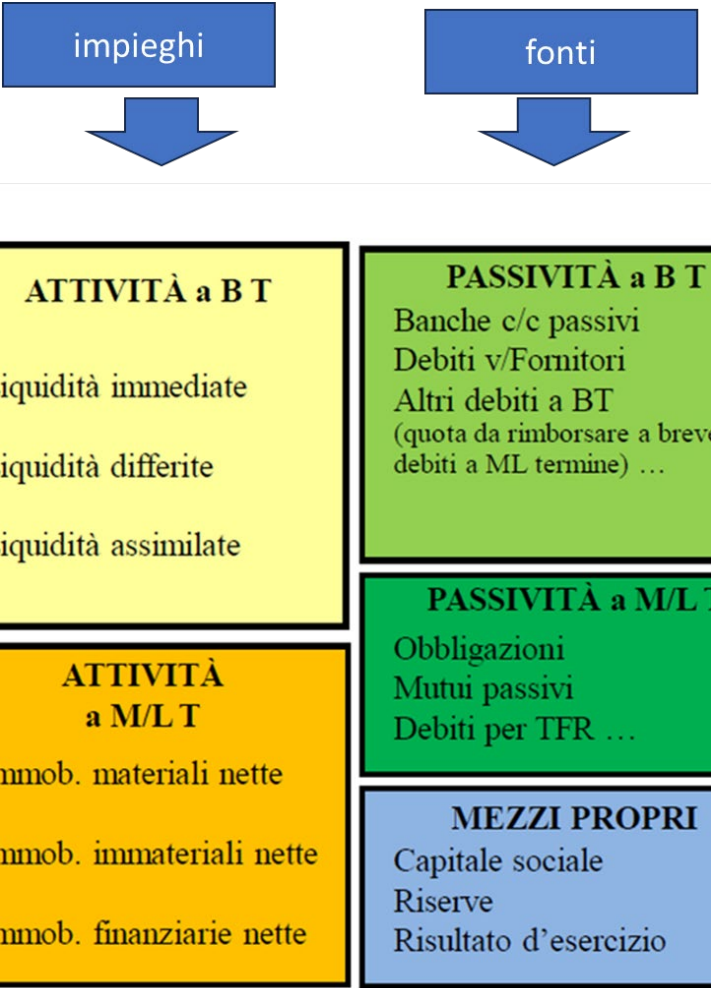 impieghi
fonti
ATTIVITÀ a B T
iquidità immediate
iquidità differite
iquidità assimilate
ATTIVITÀ
a M/L T
mmob. materiali nette
mmob. immateriali nette
mmob. finanziarie nette
PASSIVITÀ a B T
Banche c/c passivi
Debiti v/Fornitori
Altri debiti a BT
(quota da rimborsare a breve
debiti a ML termine) …
PASSIVITÀ a M/L T
Obbligazioni
Mutui passivi
Debiti per TFR …
MEZZI PROPRI
Capitale sociale
Riserve
Risultato d’esercizio